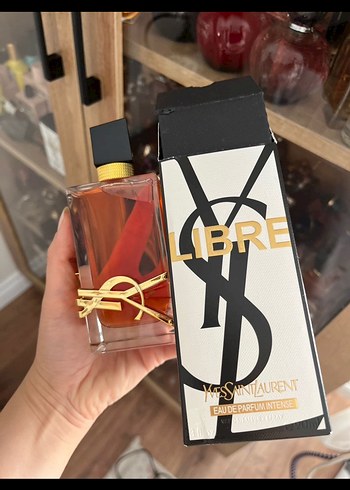 LIBRE
YSL
YVESSAINTLAURENT
EAU DE PARFUM INTENSE